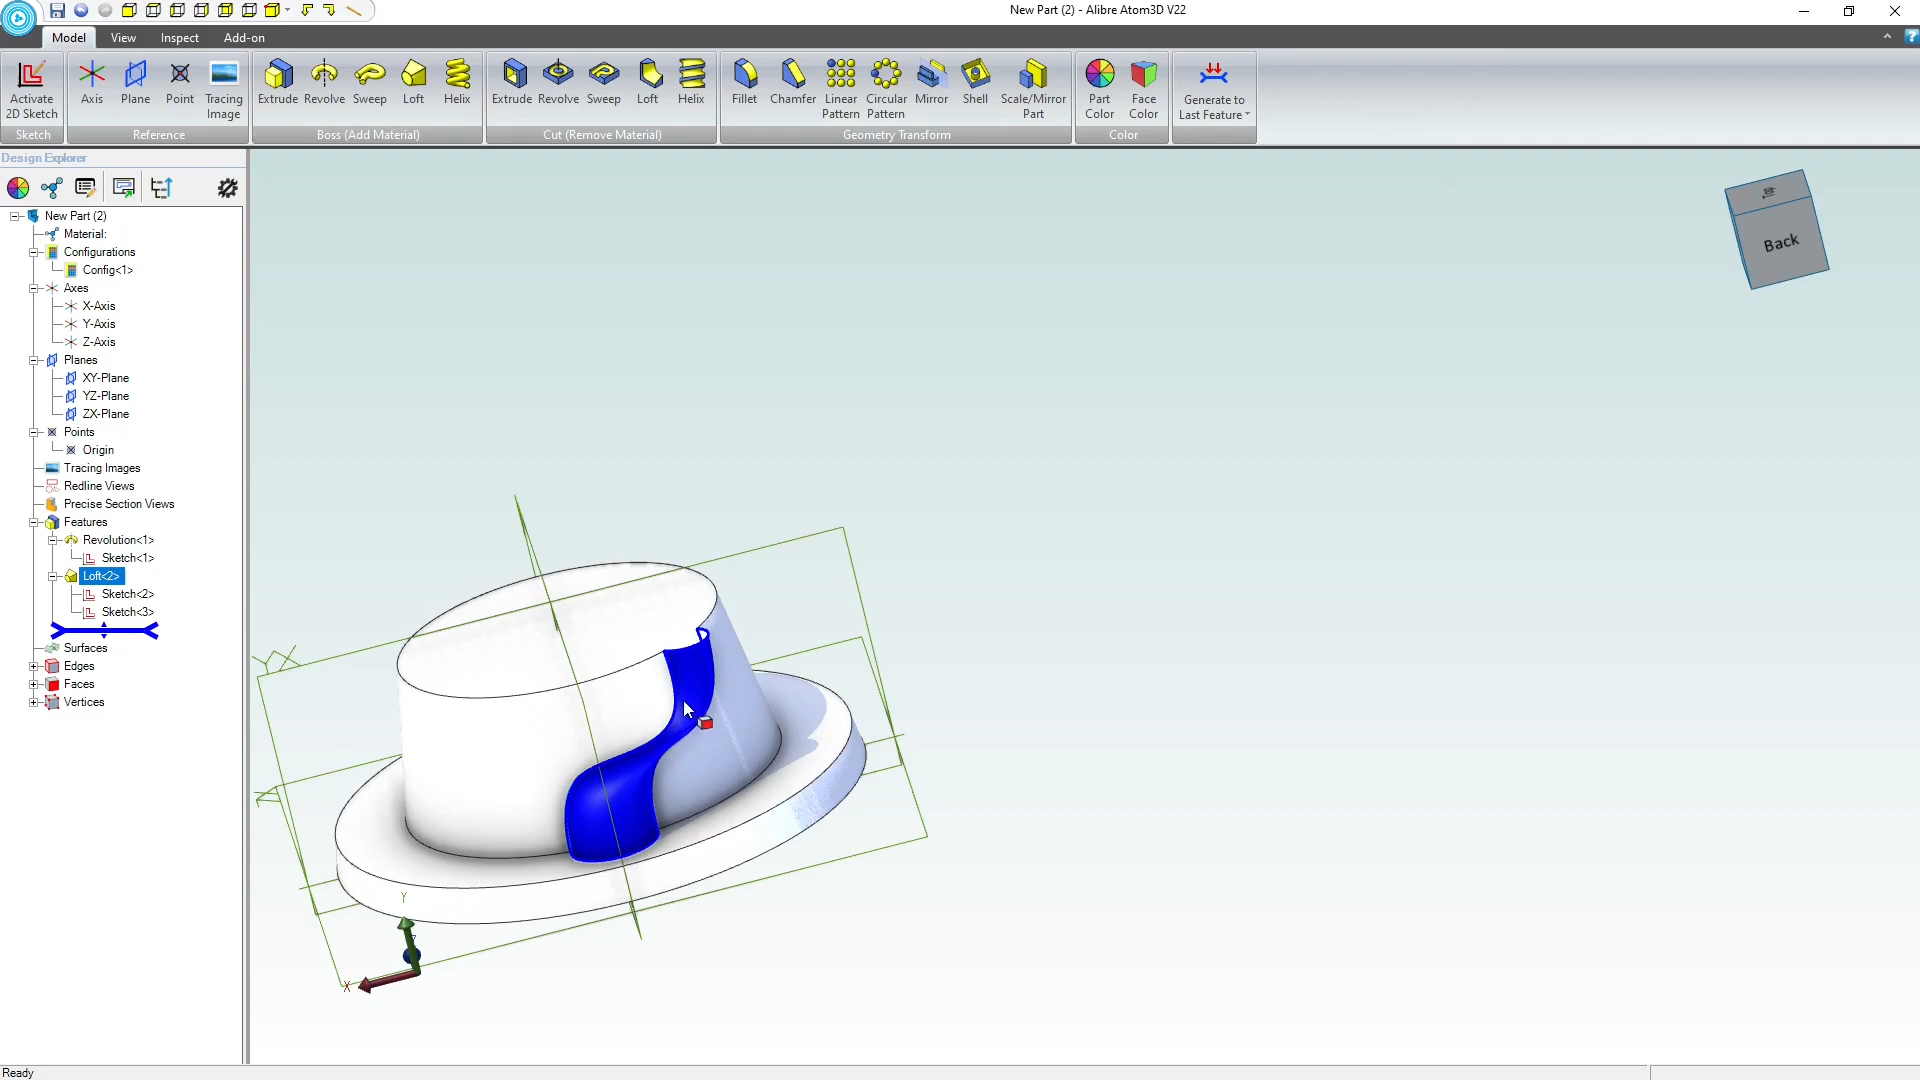 New Part (2) - Alibre Atom3D V22
Model
View
Inspect
Add-on
Activate
2D Sketch
Axis
Plane
Point
Tracing
Image
Extrude
Revolve
Sweep
Loft
Helix
Extrude
Revolve
Sweep
Loft
Helix
Fillet
Chamfer
Linear
Pattern
Circular
Pattern
Mirror
Shell
Scale/Mirror
Part
Part
Color
Face
Color
Generate to
Last Feature
Sketch
Reference
Boss (Add Material)
Cut (Remove Material)
Geometry Transform
Color
Design Explorer
New Part (2)
Material:
Configurations
Config<1>
Axes
X-Axis
Y-Axis
Z-Axis
Planes
XY-Plane
YZ-Plane
ZX-Plane
Points
Origin
Tracing Images
Redline Views
Precise Section Views
Features
Revolution<1>
Sketch<1>
Loft<2>
Sketch<2>
Sketch<3>
Surfaces
Edges
Faces
Vertices
Back
Y
X
Ready